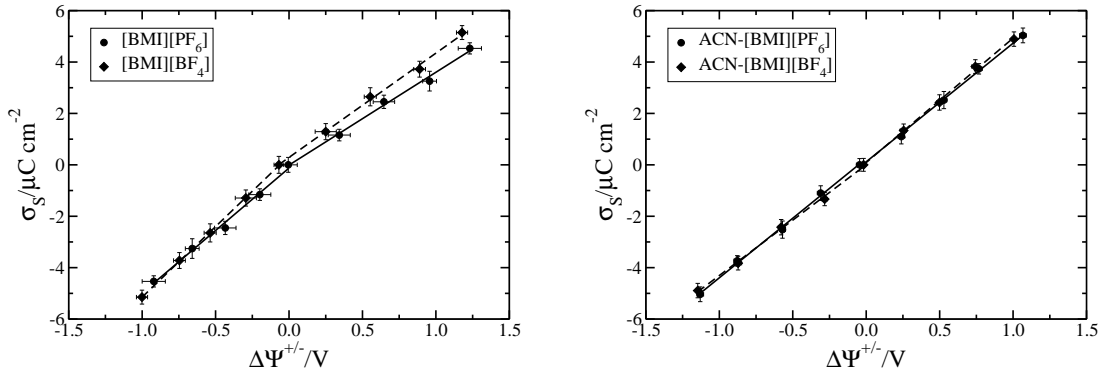 [BMI][PF6]
[BMI][BF4]
6
4
2
0
-2
-4
-6
-1.5 -1.0 -0.5 0.0 0.5 1.0 1.5
σS/μC cm-2
ΔΨ+/-/V
ACN-[BMI][PF6]
ACN-[BMI][BF4]
6
4
2
0
-2
-4
-6
-1.5 -1.0 -0.5 0.0 0.5 1.0 1.5
σS/μC cm-2
ΔΨ+/-/V